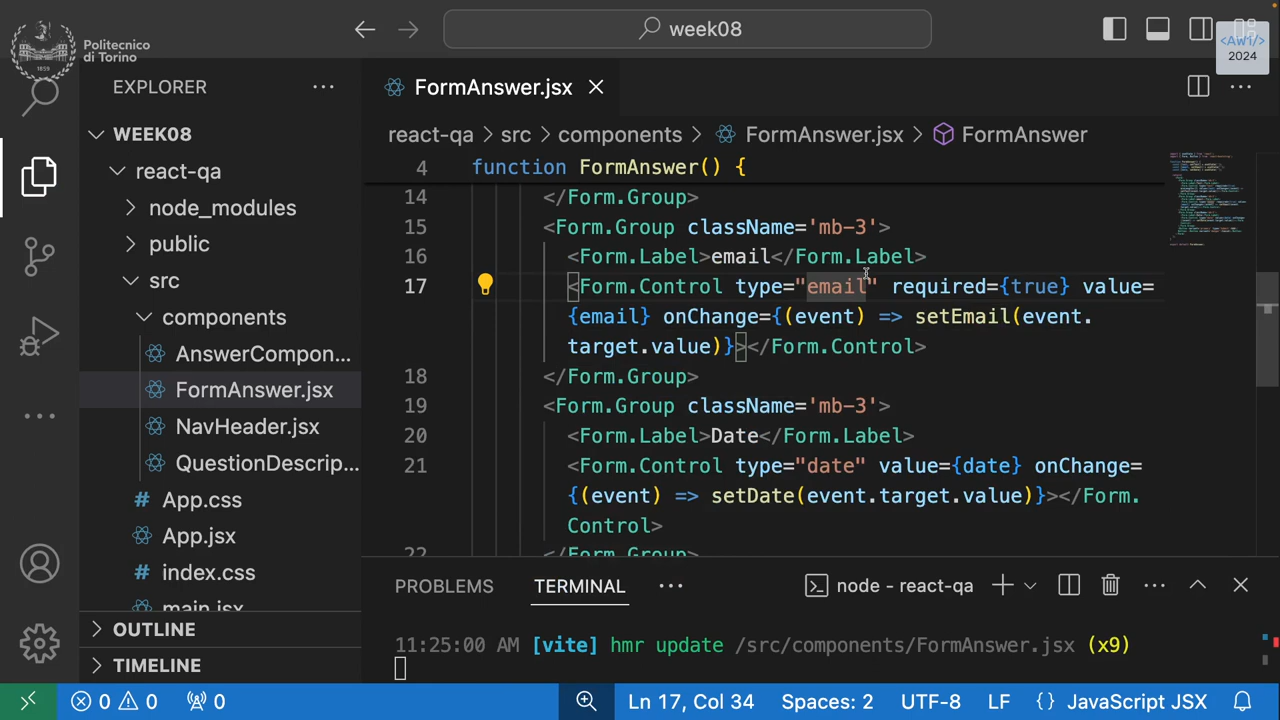 Politecnico
di Torino
1859
week08
<Aw1/>
2024
EXPLORER
FormAnswer.jsx
WEEK08
react-qa > src > components > FormAnswer.jsx > FormAnswer
react-qa
node_modules
public
src
components
AnswerCompon...
FormAnswer.jsx
NavHeader.jsx
QuestionDescrip...
App.css
App.jsx
index.css
main.jsx
OUTLINE
TIMELINE
4 function FormAnswer() {
14 </Form.Group>
15 <Form.Group className='mb-3'>
16 <Form.Label>email</Form.Label>
17 <Form.Control type="email" required={true} value=
{email} onChange={(event) => setEmail(event.
target.value)}></Form.Control>
18 </Form.Group>
19 <Form.Group className='mb-3'>
20 <Form.Label>Date</Form.Label>
21 <Form.Control type="date" value={date} onChange=
{(event) => setDate(event.target.value)}></Form.
Control>
22 </Form.Group>
PROBLEMS TERMINAL node - react-qa
11:25:00 AM [vite] hmr update /src/components/FormAnswer.jsx (x9)
0 0 0 Ln 17, Col 34 Spaces: 2 UTF-8 LF {} JavaScript JSX